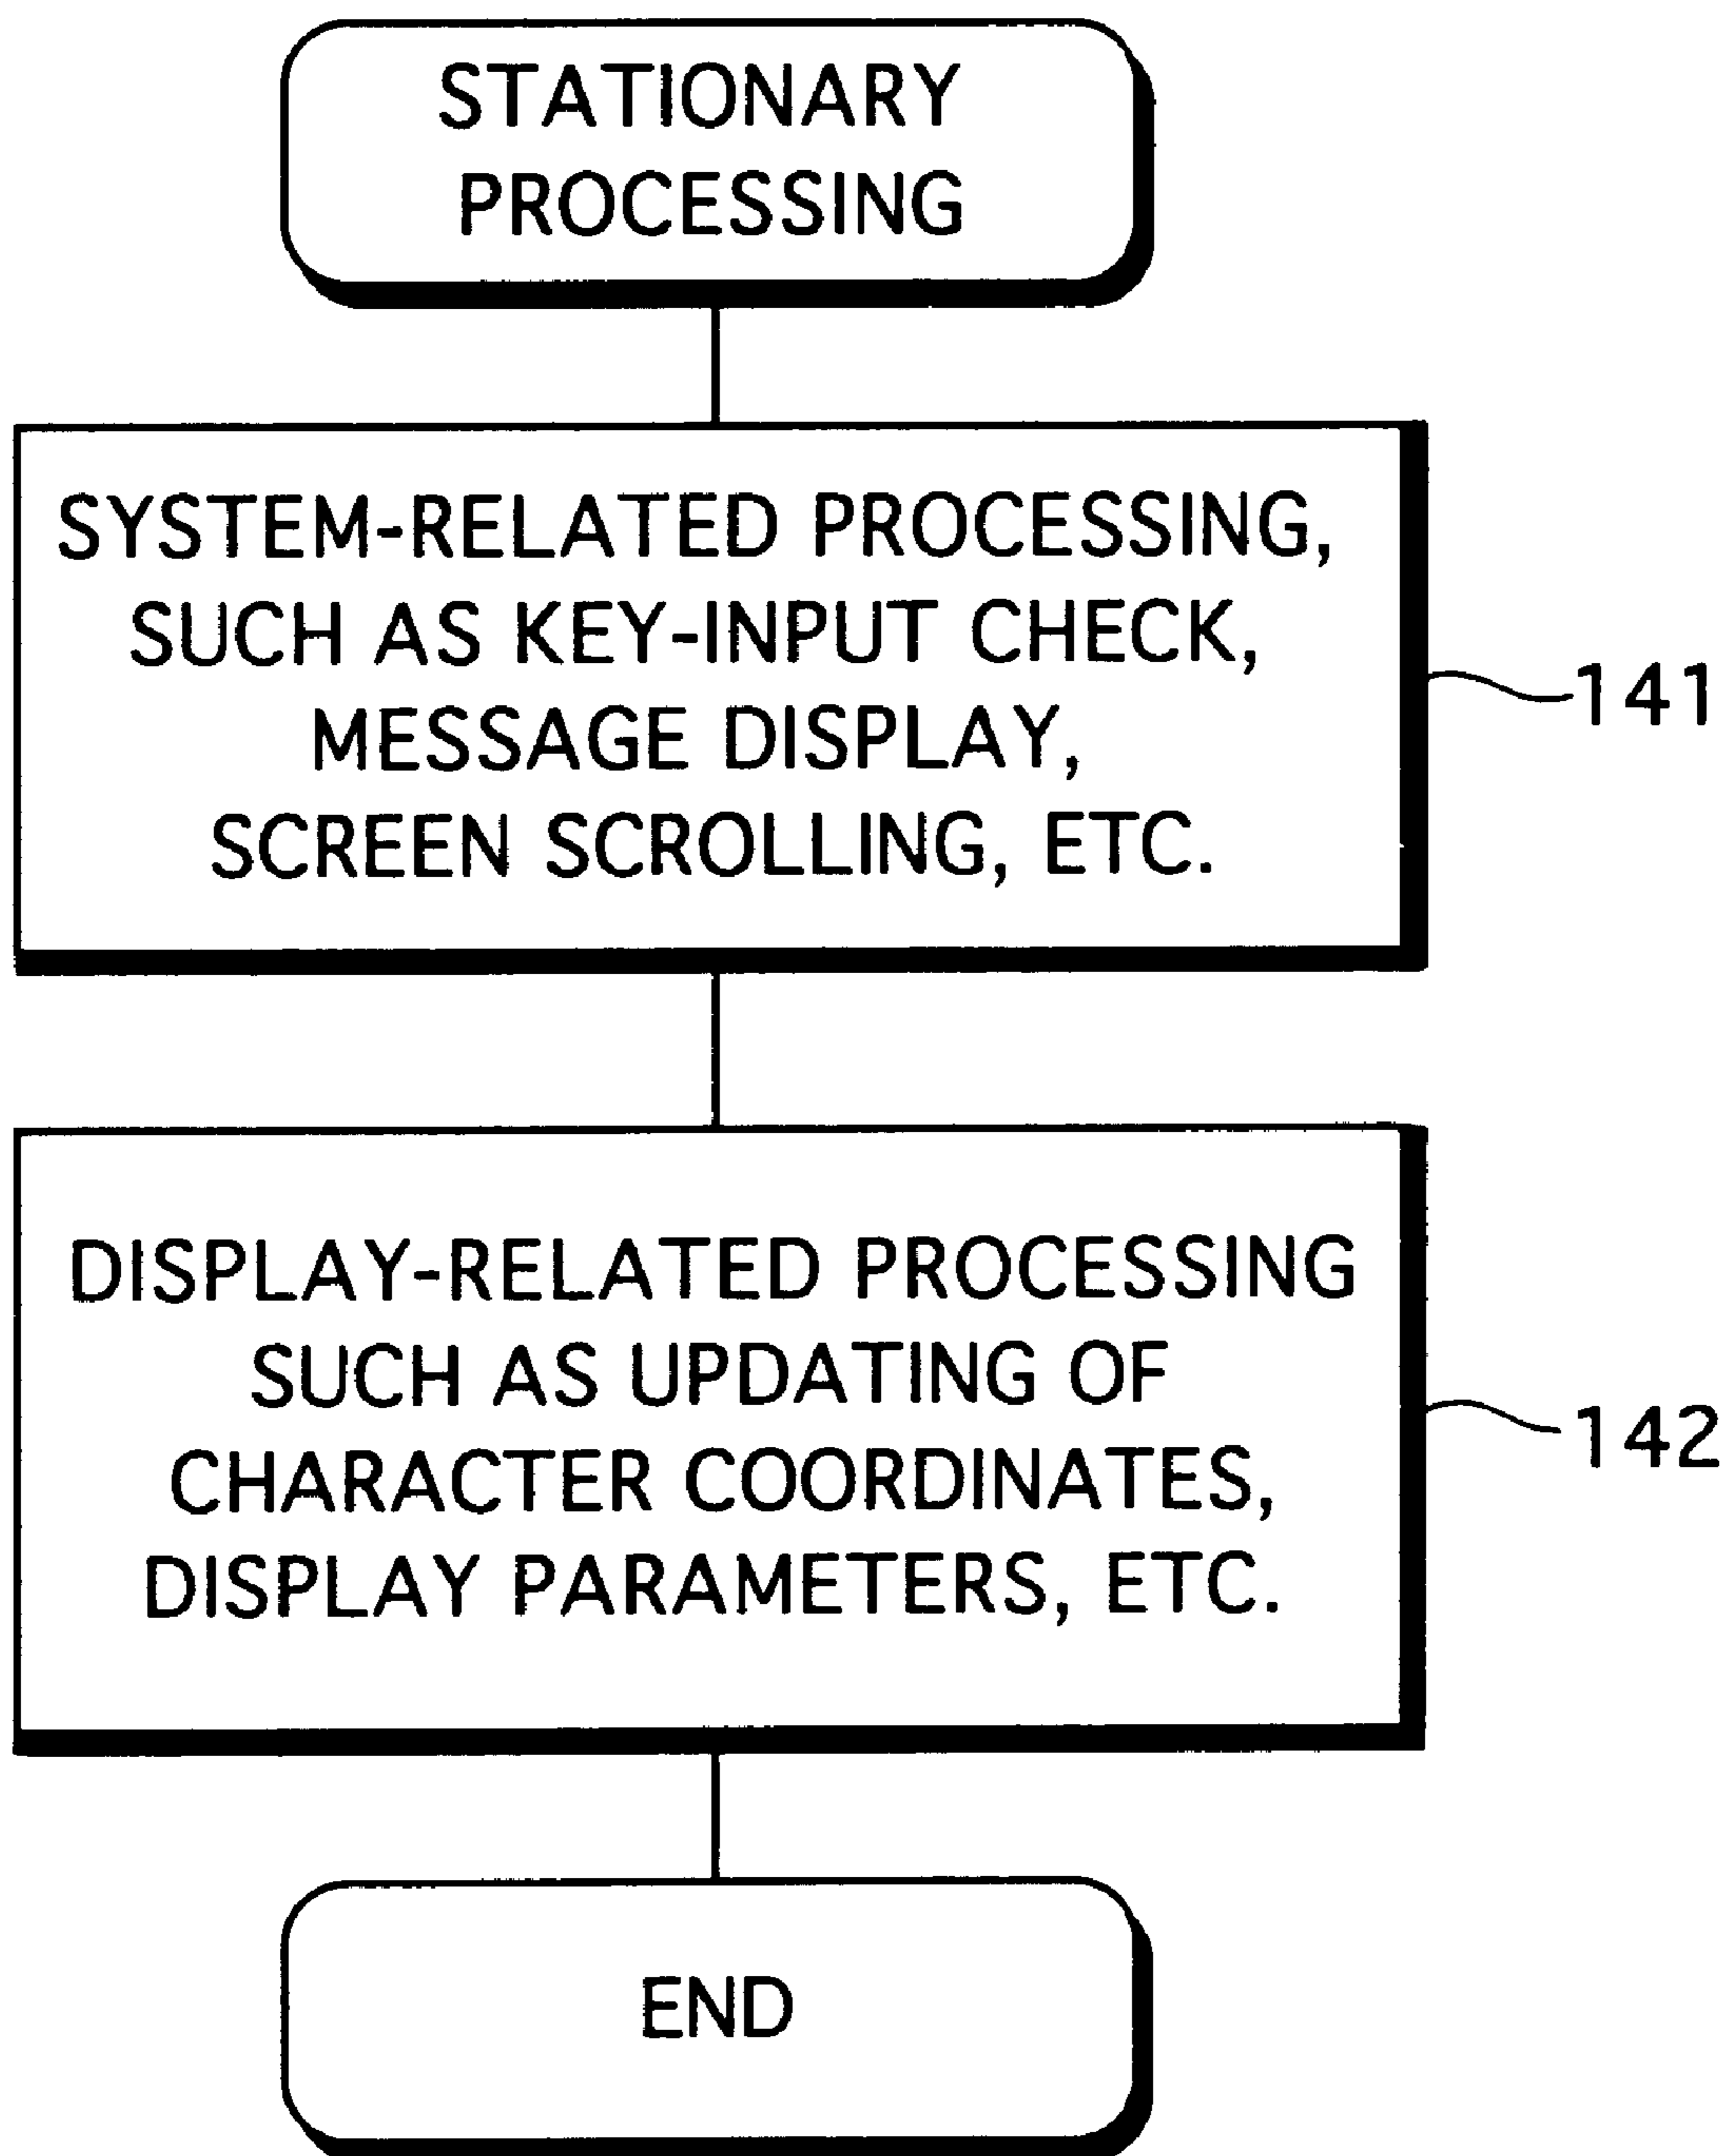 STATIONARY
PROCESSING
SYSTEM-RELATED PROCESSING,
SUCH AS KEY-INPUT CHECK,
MESSAGE DISPLAY,
SCREEN SCROLLING, ETC.
141
DISPLAY-RELATED PROCESSING
SUCH AS UPDATING OF
CHARACTER COORDINATES,
DISPLAY PARAMETERS, ETC.
142
END